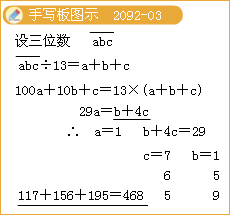 手写板图示 2092-03
设三位数 abc
abc÷13=a+b+c
100a+10b+c=13×(a+b+c)
29a=b+4c
∴ a=1 b+4c=29
c=7 b=1
6 5
117+156+195=468 5 9